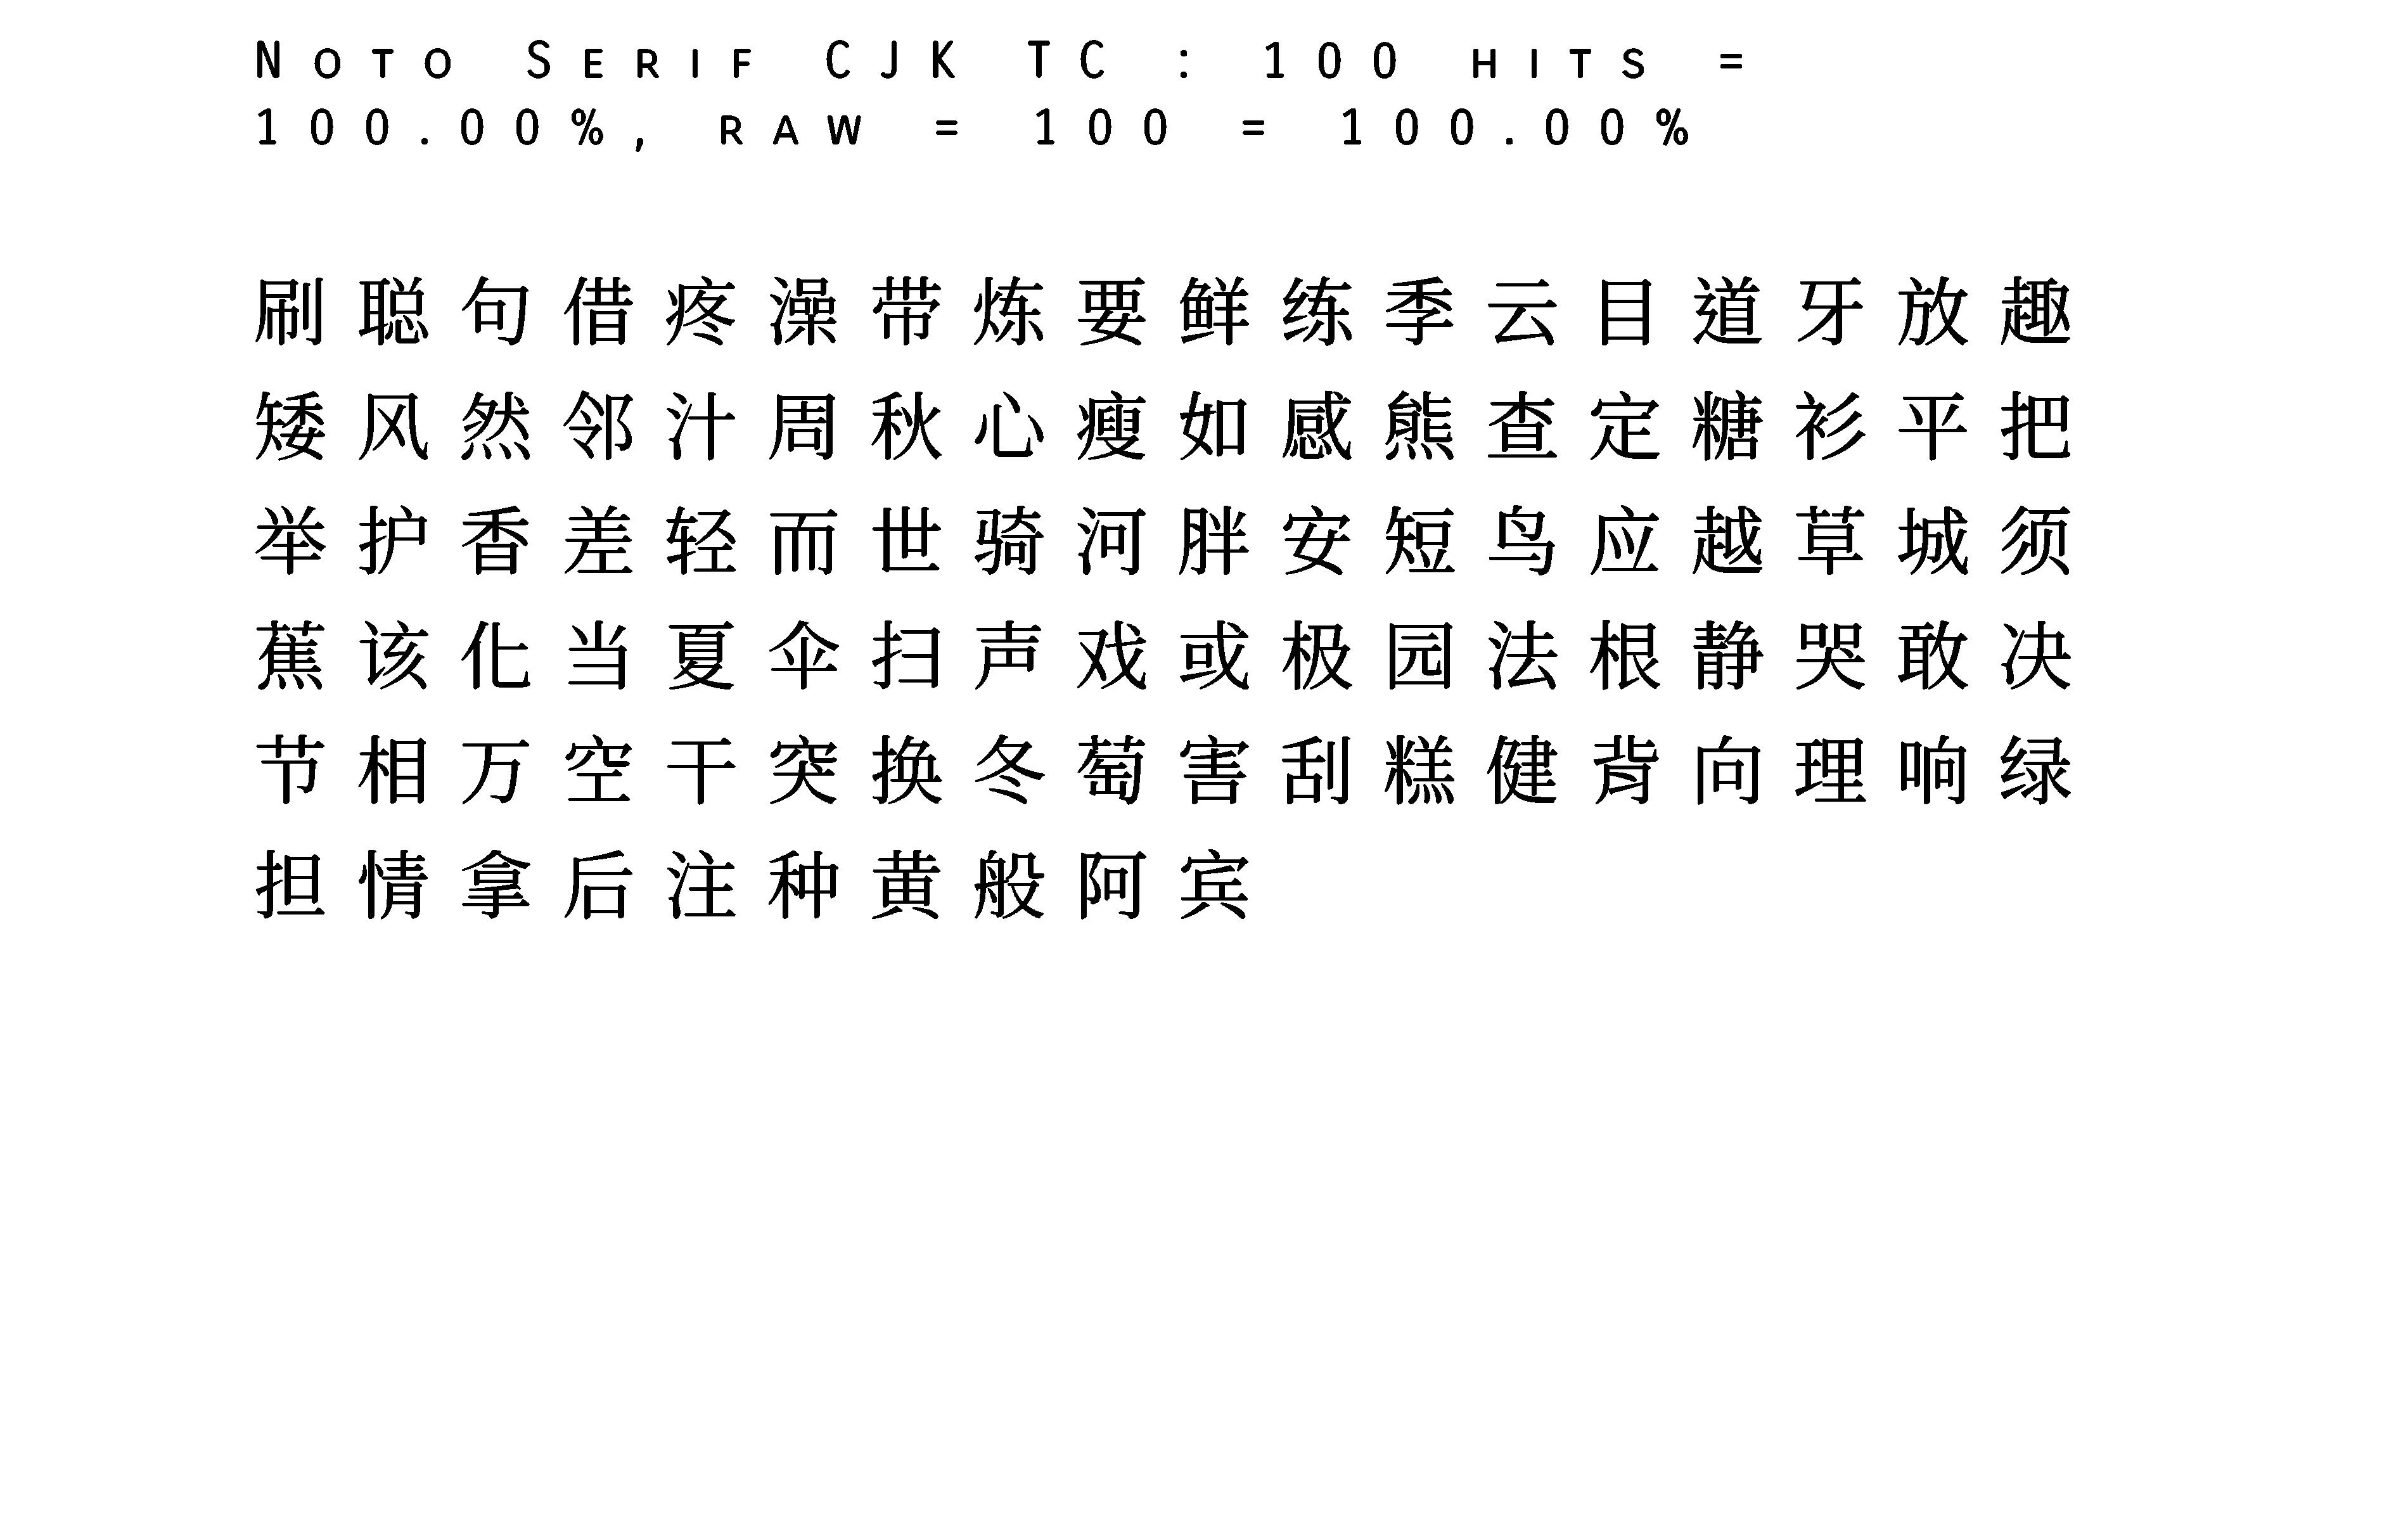 Noto Serif CJK TC : 100 hits =
100.00%, raw = 100 = 100.00%
刷聪句借疼澡带炼要鲜练季云目道牙放趣
矮风然邻汁周秋心瘦如感熊查定糖衫平把
举护香差轻而世骑河胖安短鸟应越草城须
蕉该化当夏伞扫声戏或极园法根静哭敢决
节相万空干突换冬萄害刮糕健背向理响绿
担情拿后注种黄般阿宾